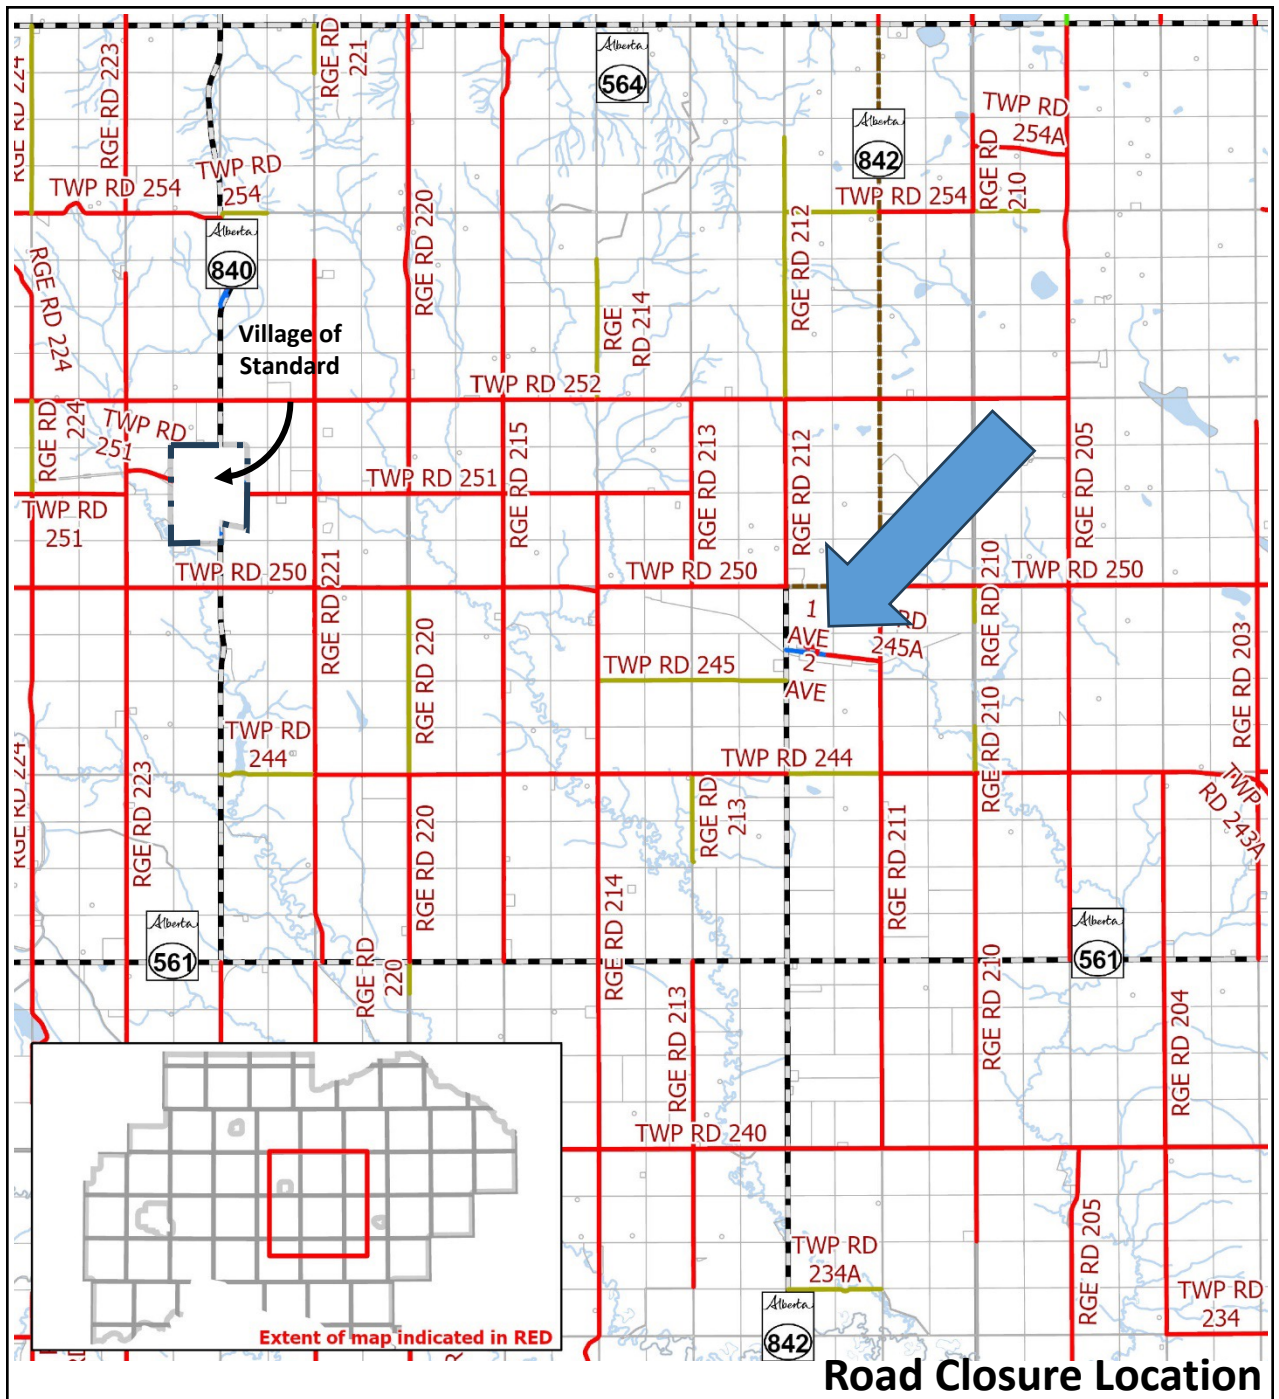 RGE RD 224
RGE RD 223
RGE RD
221
Alberta
564
Alberta
842
TWP RD
254A
RGE RD
210
TWP RD 254
TWP RD
254
TWP RD 254
RGE RD 220
RGE RD 212
Alberta
840
RGE RD 224
RGE
RD 214
Village of
Standard
TWP RD 252
RGE RD
224
TWP RD
251
RGE RD 215
RGE RD 213
RGE RD 212
RGE RD 205
TWP RD 251
TWP RD
251
TWP RD 250
RGE RD 221
TWP RD 250
RGE RD 210
TWP RD 250
1
AVE
RD
245A
2
AVE
TWP RD 245
RGE RD 220
RGE RD 203
RGE RD 210
TWP RD
244
TWP RD 244
RGE RD 224
RGE RD 223
RGE RD 220
RGE RD
213
RGE RD 211
TWP
RD 243A
RGE RD 214
Alberta
561
RGE RD
220
Alberta
561
RGE RD 213
RGE RD 210
RGE RD 204
TWP RD 240
RGE RD 205
TWP RD
234A
TWP RD
234
Alberta
842
Extent of map indicated in RED
Road Closure Location